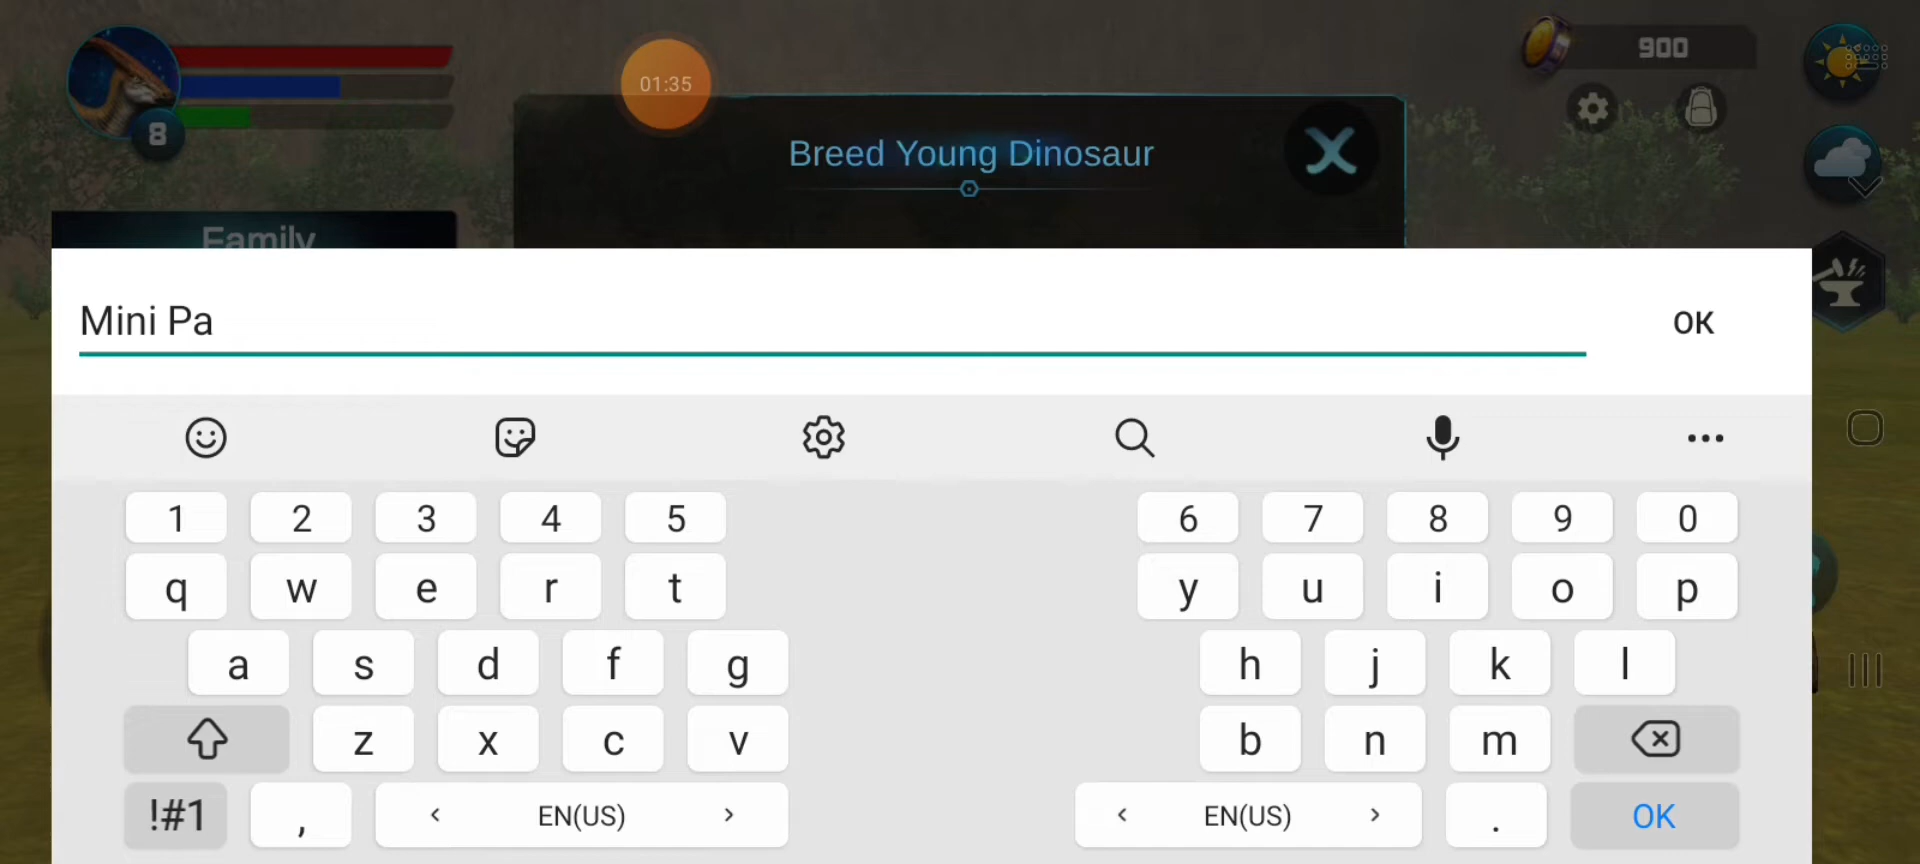 900
01:35
8
Breed Young Dinosaur
Family
Mini Pa
OK
1 2 3 4 5 6 7 8 9 0
q w e r t y u i o p
a s d f g h j k l
z x c v b n m
!#1 , < EN(US) > < EN(US) > . OK